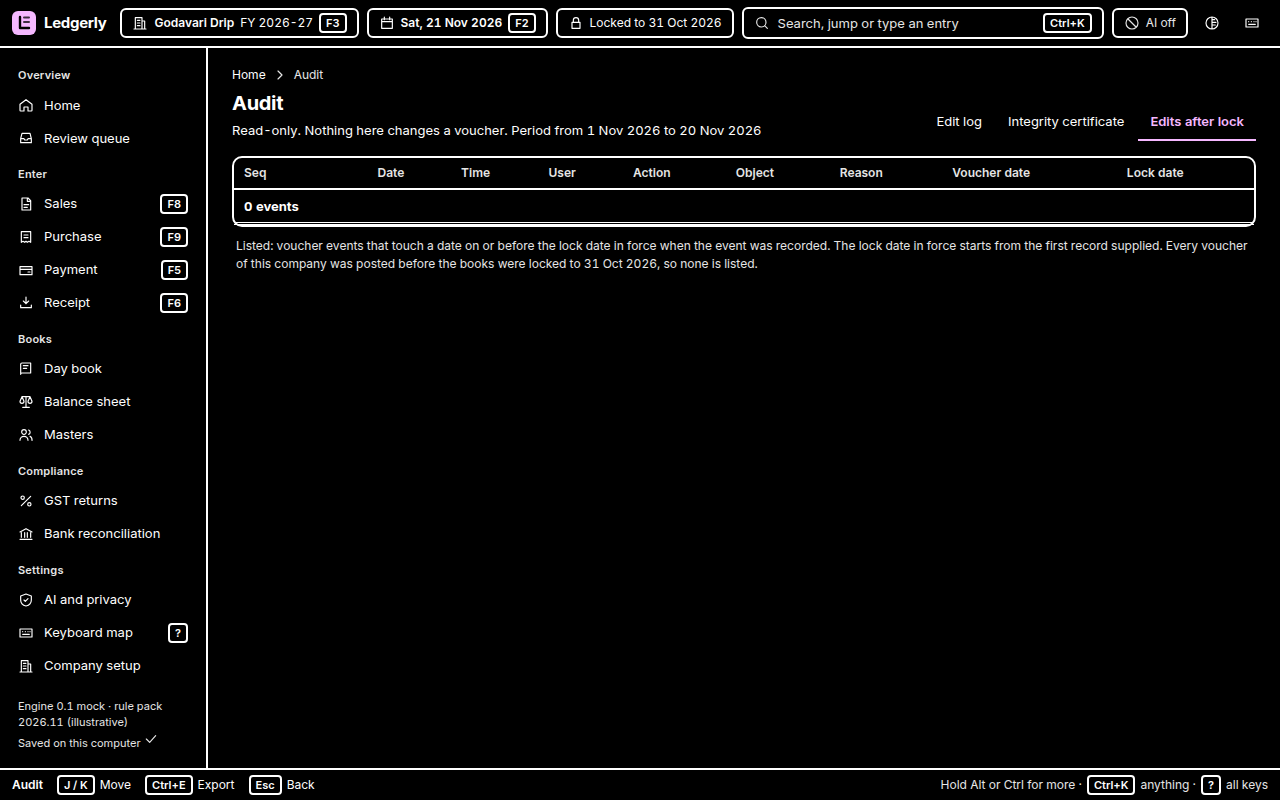 Ledgerly
Godavari Drip FY 2026-27 F3
Sat, 21 Nov 2026 F2
Locked to 31 Oct 2026
Search, jump or type an entry Ctrl+K
AI off
Overview
Home
Review queue
Enter
Sales F8
Purchase F9
Payment F5
Receipt F6
Books
Day book
Balance sheet
Masters
Compliance
GST returns
Bank reconciliation
Settings
AI and privacy
Keyboard map ?
Company setup
Engine 0.1 mock · rule pack
2026.11 (illustrative)
Saved on this computer
Home Audit
Audit
Read-only. Nothing here changes a voucher. Period from 1 Nov 2026 to 20 Nov 2026
Edit log Integrity certificate Edits after lock
Seq Date Time User Action Object Reason Voucher date Lock date
0 events
Listed: voucher events that touch a date on or before the lock date in force when the event was recorded. The lock date in force starts from the first record supplied. Every voucher
of this company was posted before the books were locked to 31 Oct 2026, so none is listed.
Audit J / K Move Ctrl+E Export Esc Back
Hold Alt or Ctrl for more · Ctrl+K anything · ? all keys